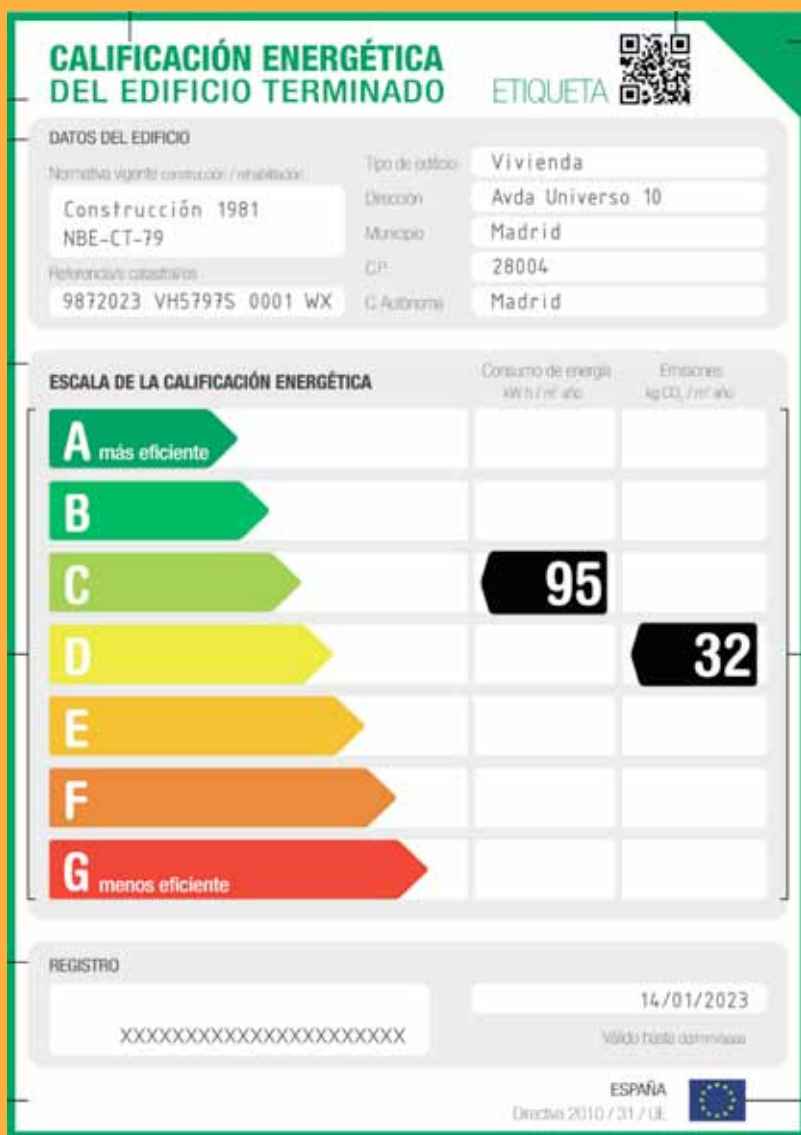 CALIFICACIÓN ENERGÉTICA
DEL EDIFICIO TERMINADO
ETIQUETA
DATOS DEL EDIFICIO
Normativa vigente construcción / rehabilitación
Construcción 1981
NBE-CT-79
Referencia/s catastral/es
9872023 VH5797S 0001 WX
Tipo de edificio
Vivienda
Dirección
Avda Universo 10
Municipio
Madrid
C.P.
28004
C. Autónoma
Madrid
ESCALA DE LA CALIFICACIÓN ENERGÉTICA
Consumo de energía
kW h / m² año
Emisiones
kg CO₂ / m² año
A más eficiente
B
C
95
D
32
E
F
G menos eficiente
REGISTRO
XXXXXXXXXXXXXXXXXXXXXX
14/01/2023
Válido hasta dd/mm/aaaa
ESPAÑA
Directiva 2010 / 31 / UE